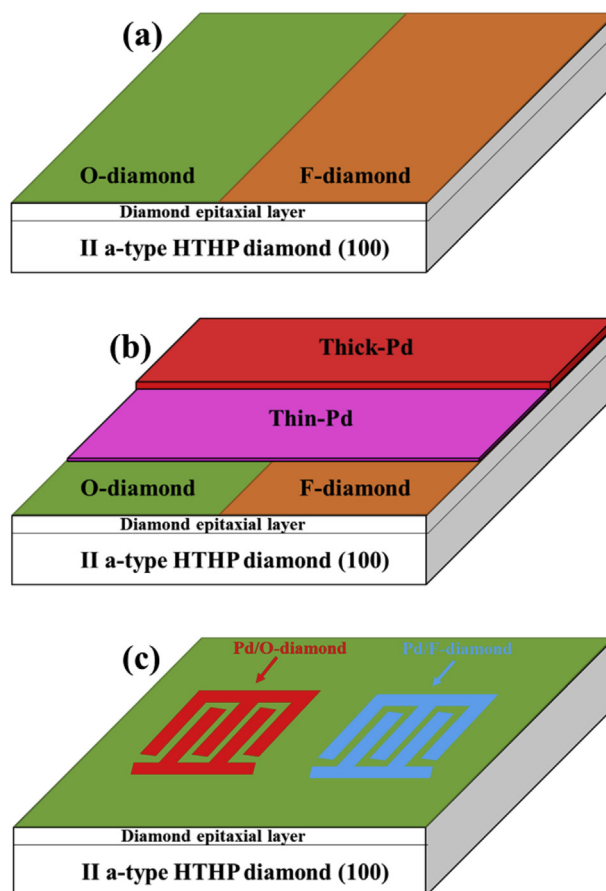 (a)
O-diamond F-diamond
Diamond epitaxial layer
II a-type HTHP diamond (100)
(b)
Thick-Pd
Thin-Pd
O-diamond F-diamond
Diamond epitaxial layer
II a-type HTHP diamond (100)
(c)
Pd/O-diamond Pd/F-diamond
Diamond epitaxial layer
II a-type HTHP diamond (100)